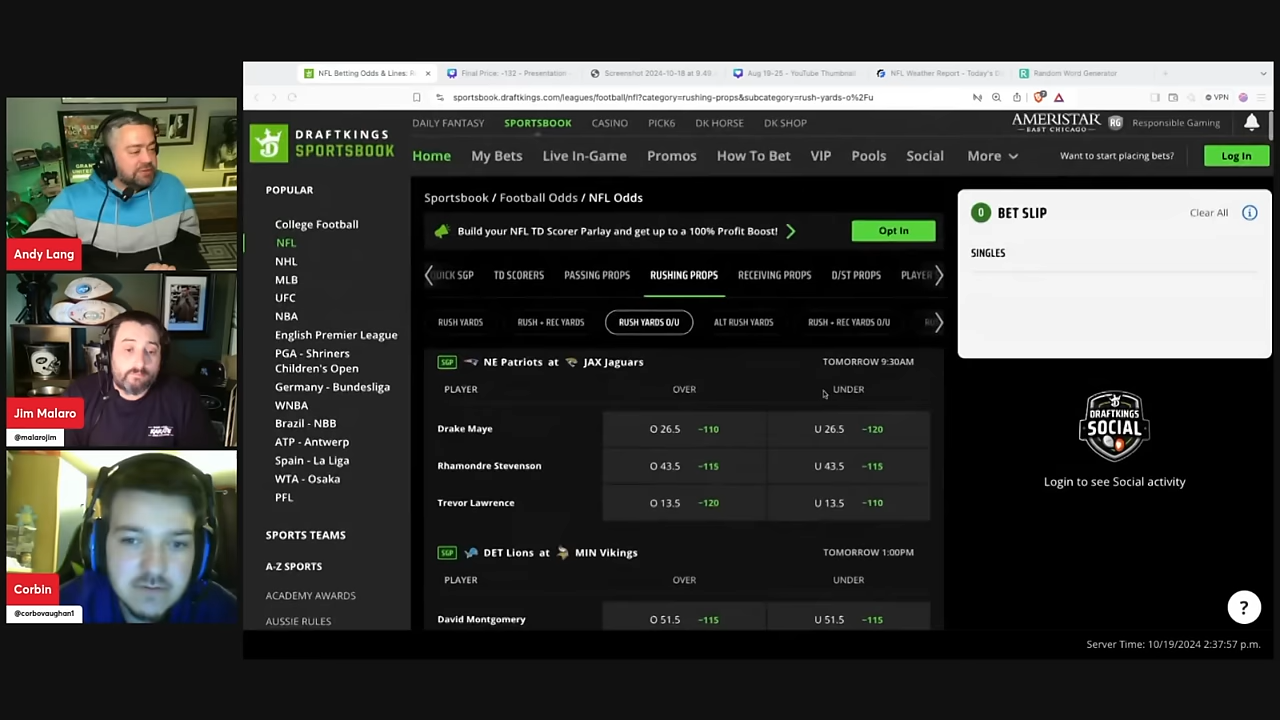 NFL Betting Odds & Lines: R
Final Price: -132 - Presentation
Screenshot 2024-10-18 at 9.49
Aug 19-25 - YouTube Thumbnail
NFL Weather Report - Today's
Random Word Generator
sportsbook.draftkings.com/leagues/football/nfl?category=rushing-props&subcategory=rush-yards-o%2Fu
VPN
DRAFTKINGS
SPORTSBOOK
DAILY FANTASY SPORTSBOOK CASINO PICK6 DK HORSE DK SHOP
AMERISTAR
EAST CHICAGO
RG Responsible Gaming
Home My Bets Live In-Game Promos How To Bet VIP Pools Social More
Want to start placing bets? Log In
POPULAR
College Football
NFL
NHL
MLB
UFC
NBA
English Premier League
PGA - Shriners
Children's Open
Germany - Bundesliga
WNBA
Brazil - NBB
ATP - Antwerp
Spain - La Liga
WTA - Osaka
PFL
SPORTS TEAMS
A-Z SPORTS
ACADEMY AWARDS
AUSSIE RULES
Sportsbook / Football Odds / NFL Odds
Build your NFL TD Scorer Parlay and get up to a 100% Profit Boost! Opt In
UICK SGP TD SCORERS PASSING PROPS RUSHING PROPS RECEIVING PROPS D/ST PROPS PLAYER
RUSH YARDS RUSH + REC YARDS RUSH YARDS O/U ALT RUSH YARDS RUSH + REC YARDS O/U
SGP NE Patriots at JAX Jaguars TOMORROW 9:30AM
PLAYER OVER UNDER
Drake Maye O 26.5 −110 U 26.5 −120
Rhamondre Stevenson O 43.5 −115 U 43.5 −115
Trevor Lawrence O 13.5 −120 U 13.5 −110
SGP DET Lions at MIN Vikings TOMORROW 1:00PM
PLAYER OVER UNDER
David Montgomery O 51.5 −115 U 51.5 −115
0 BET SLIP Clear All
SINGLES
DRAFTKINGS
SOCIAL
Login to see Social activity
?
Server Time: 10/19/2024 2:37:57 p.m.
Andy Lang
Jim Malaro
@malarojim
Corbin
@corbovaughan1